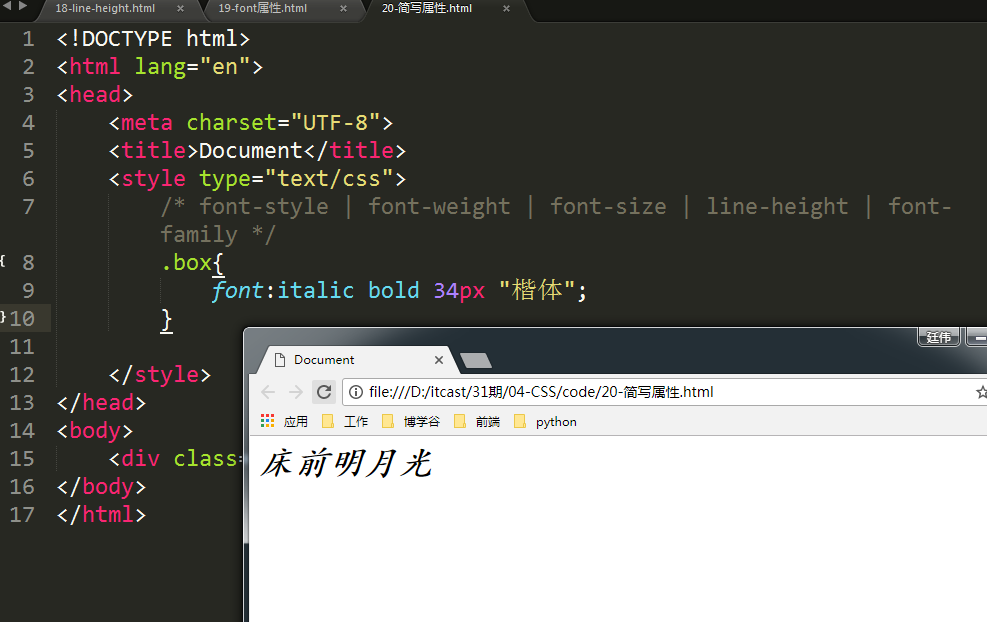 18-line-height.html × 19-font属性.html × 20-简写属性.html ×
1 <!DOCTYPE html>
2 <html lang="en">
3 <head>
4 <meta charset="UTF-8">
5 <title>Document</title>
6 <style type="text/css">
7 /* font-style | font-weight | font-size | line-height | font-
family */
{ 8 .box{
9 font:italic bold 34px "楷体";
} 10 }
11
12 </style>
13 </head>
14 <body>
15 <div class=
16 </body>
17 </html>
廷伟
Document ×
file:///D:/itcast/31期/04-CSS/code/20-简写属性.html
应用 工作 博学谷 前端 python
床前明月光